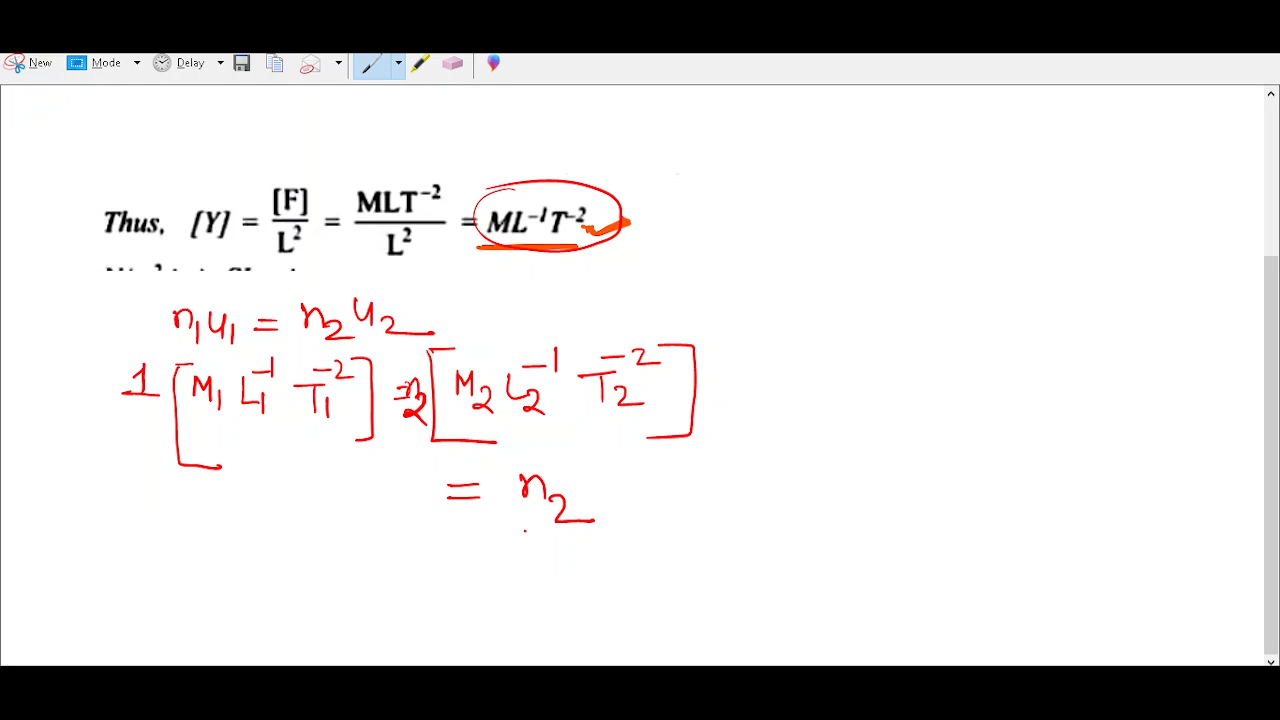 New Mode Delay
Thus, [Y] = [F]/L² = MLT⁻²/L² = ML⁻¹T⁻²
n₁u₁ = n₂u₂
1 [M₁ L₁⁻¹ T₁⁻²] = n₂ [M₂ L₂⁻¹ T₂⁻²]
= n₂